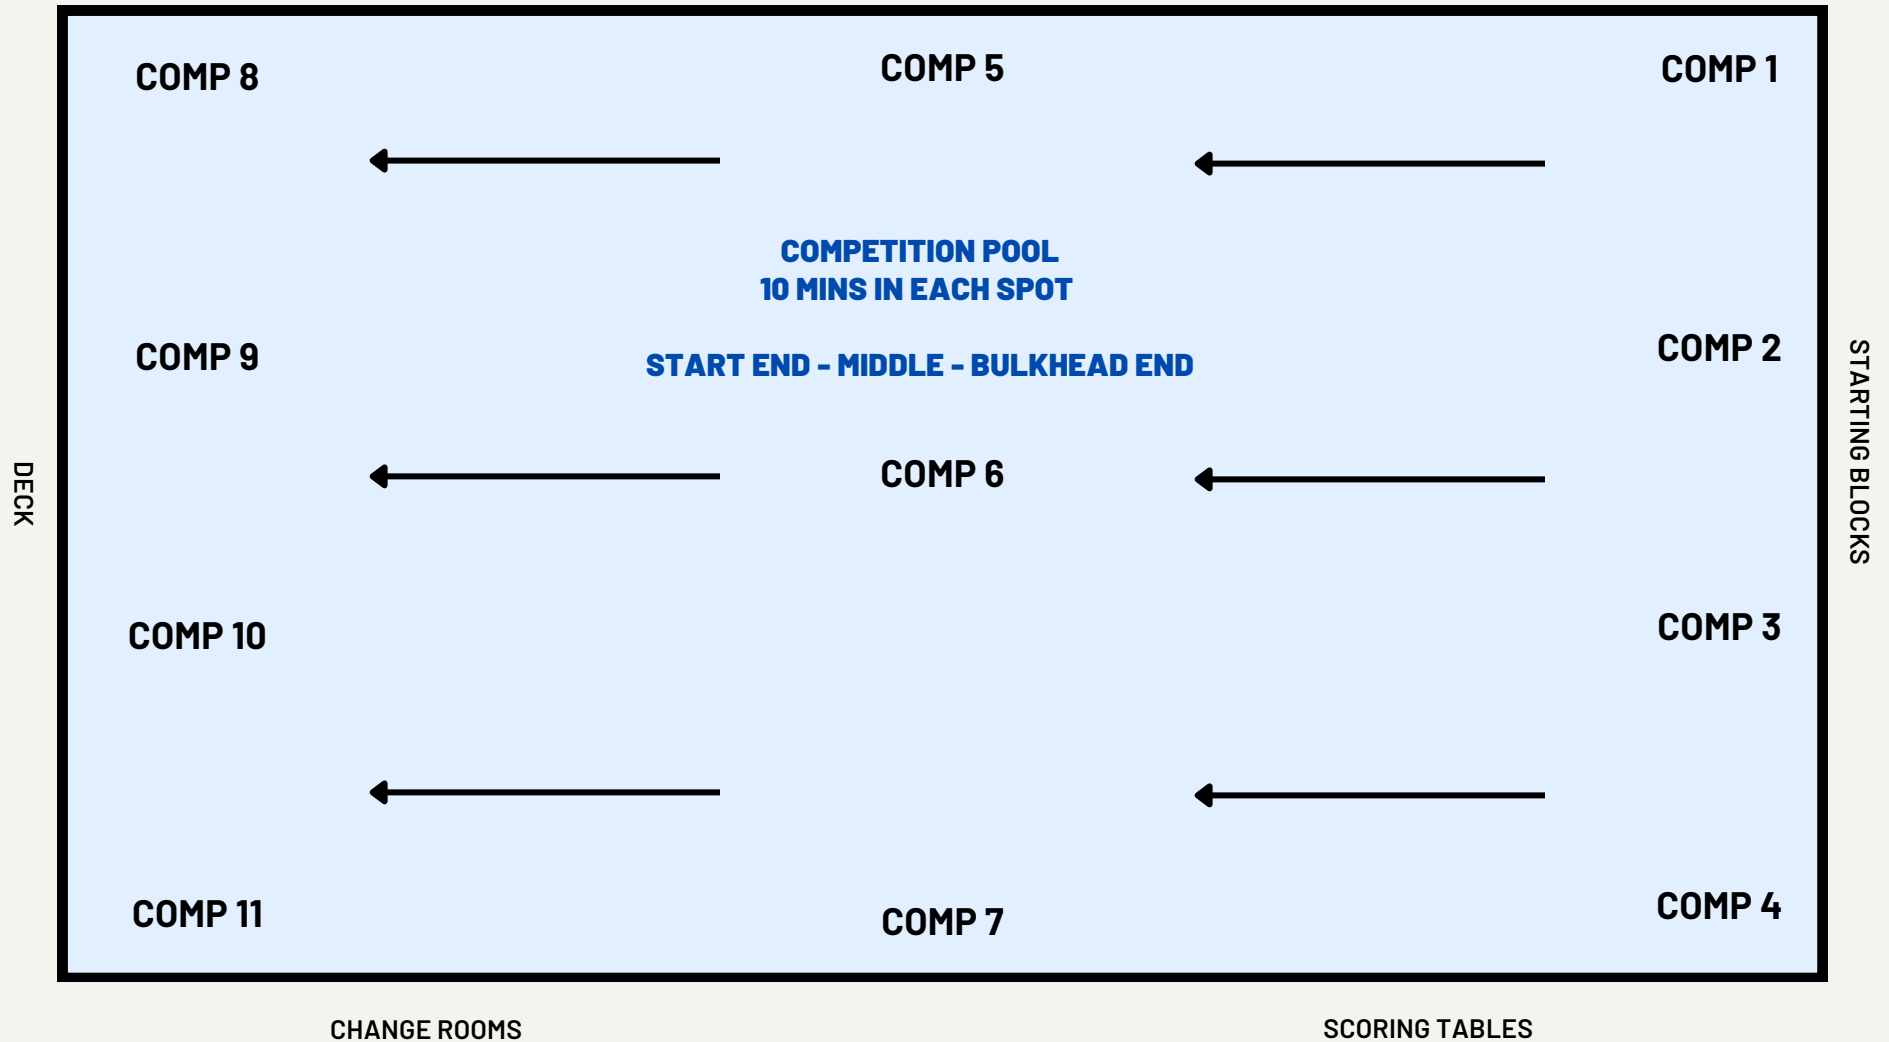 COMP 8
COMP 5
COMP 1
COMPETITION POOL
10 MINS IN EACH SPOT
COMP 9
START END - MIDDLE - BULKHEAD END
COMP 2
STARTING BLOCKS
DECK
COMP 6
COMP 10
COMP 3
COMP 11
COMP 7
COMP 4
CHANGE ROOMS
SCORING TABLES